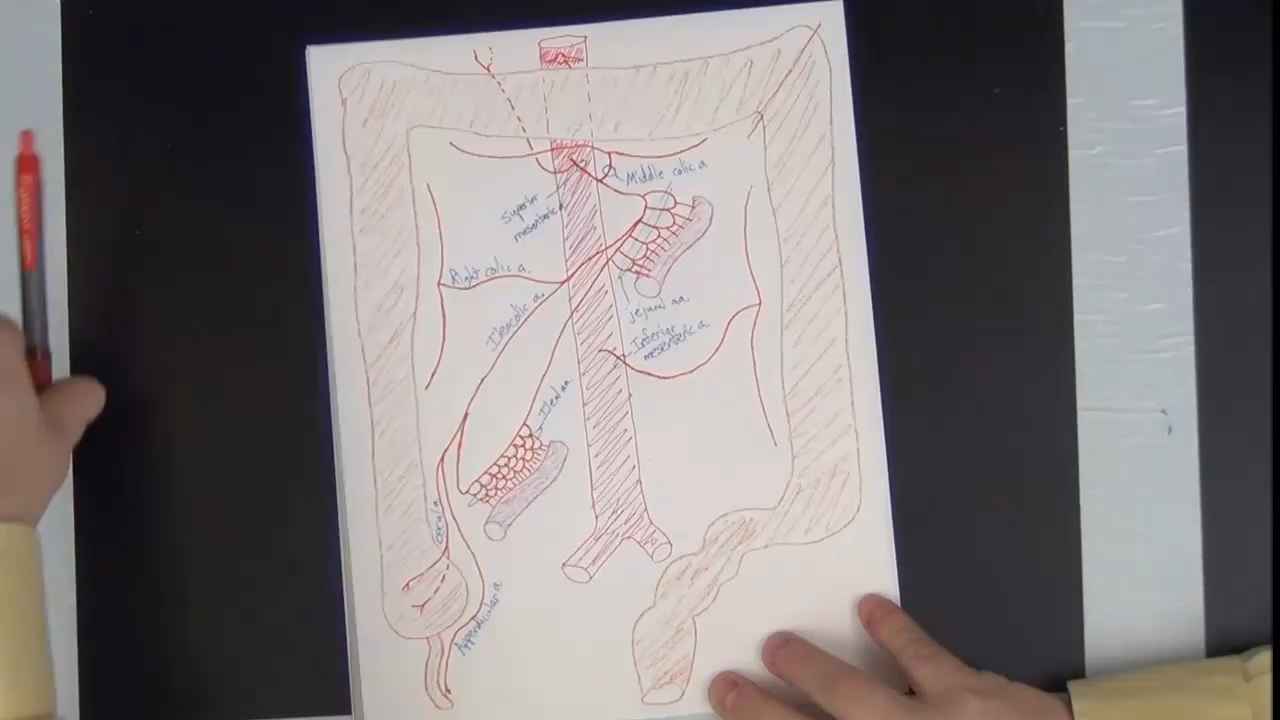 Middle colic a.
Superior
mesenteric a.
Right colic a.
Ileocolic a.
jejunal aa.
Inferior
mesenteric a.
Ileal aa.
cecal a.
Appendicular a.